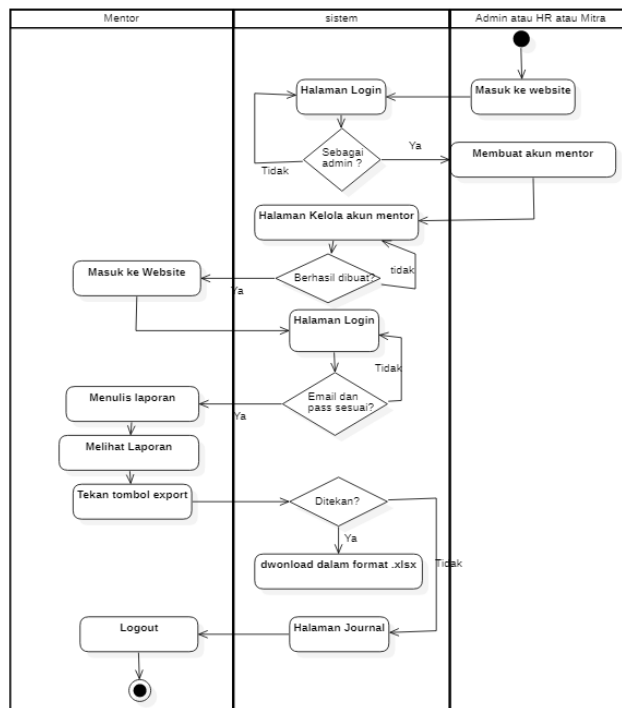 Mentor
sistem
Admin atau HR atau Mitra
Halaman Login
Masuk ke website
Sebagai
admin ?
Ya
Tidak
Membuat akun mentor
Halaman Kelola akun mentor
Berhasil dibuat?
tidak
Ya
Masuk ke Website
Halaman Login
Tidak
Email dan
pass sesuai?
Ya
Menulis laporan
Melihat Laporan
Tekan tombol export
Ditekan?
Ya
Tidak
dwonload dalam format .xlsx
Halaman Journal
Logout